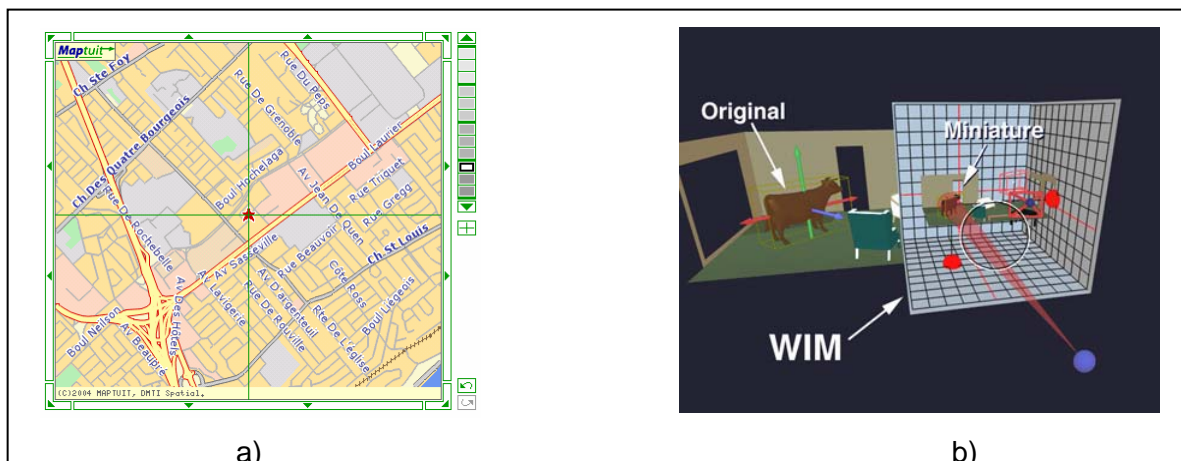 Maptuit
Ch Ste Foy
Rue Du Peps
Rue De Grenoble
Ch Des Quatre Bourgeois
Boul Laurier
Boul Hochelaga
Rue Triquet
Av Jean De Quen
Rue Gregg
Rue De Rochebelle
Av Sasseville
Rue Beauvoir
Ch St Louis
Av Lavigerie
Av D'argenteuil
Côte Ross
Av Des Hôtels
Rue De Rouville
Boul Liégeois
Boul Neilson
Rte De L'église
Av Beaupré
(C)2004 MAPTUIT, DMTI Spatial.
a)
Original
Miniature
WIM
b)